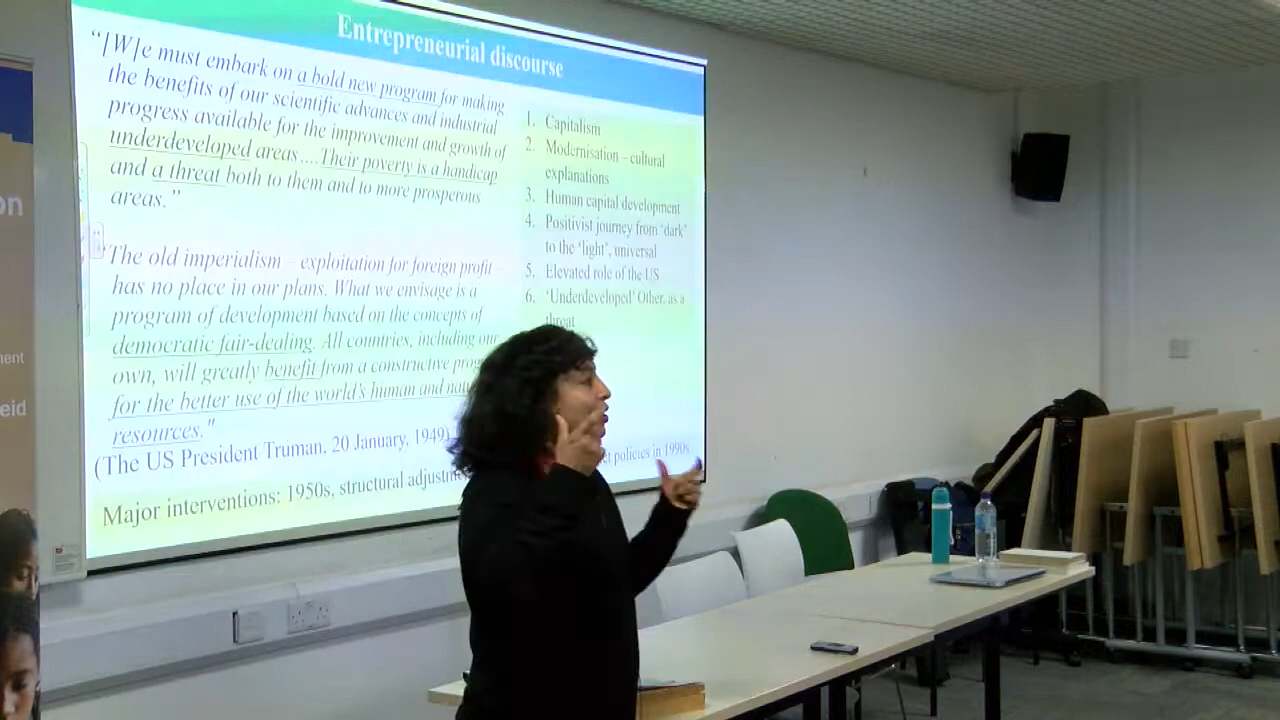 Entrepreneurial discourse
“[W]e must embark on a bold new program for making
the benefits of our scientific advances and industrial
progress available for the improvement and growth of
underdeveloped areas….Their poverty is a handicap
and a threat both to them and to more prosperous
areas.”
"The old imperialism – exploitation for foreign profit –
has no place in our plans. What we envisage is a
program of development based on the concepts of
democratic fair-dealing. All countries, including our
own, will greatly benefit from a constructive
for the better use of the world's human and
resources."
(The US President Truman, 20 January, 1949)
Major interventions: 1950s, structural policies in 1990s
1. Capitalism
2. Modernisation – cultural
explanations
3. Human capital development
4. Positivist journey from ‘dark’
to the ‘light’, universal
5. Elevated role of the US
6. ‘Underdeveloped’ Other, as a
threat
on
ment
eid